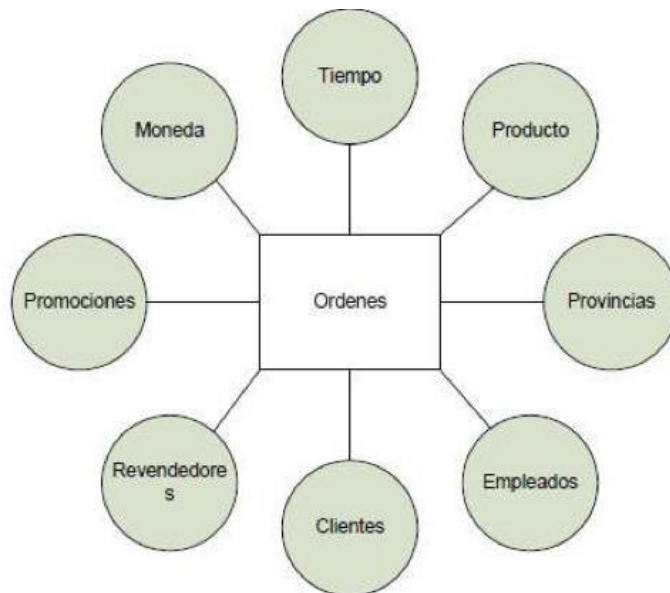 Tiempo
Moneda
Producto
Promociones
Ordenes
Provincias
Revendedore
s
Empleados
Clientes